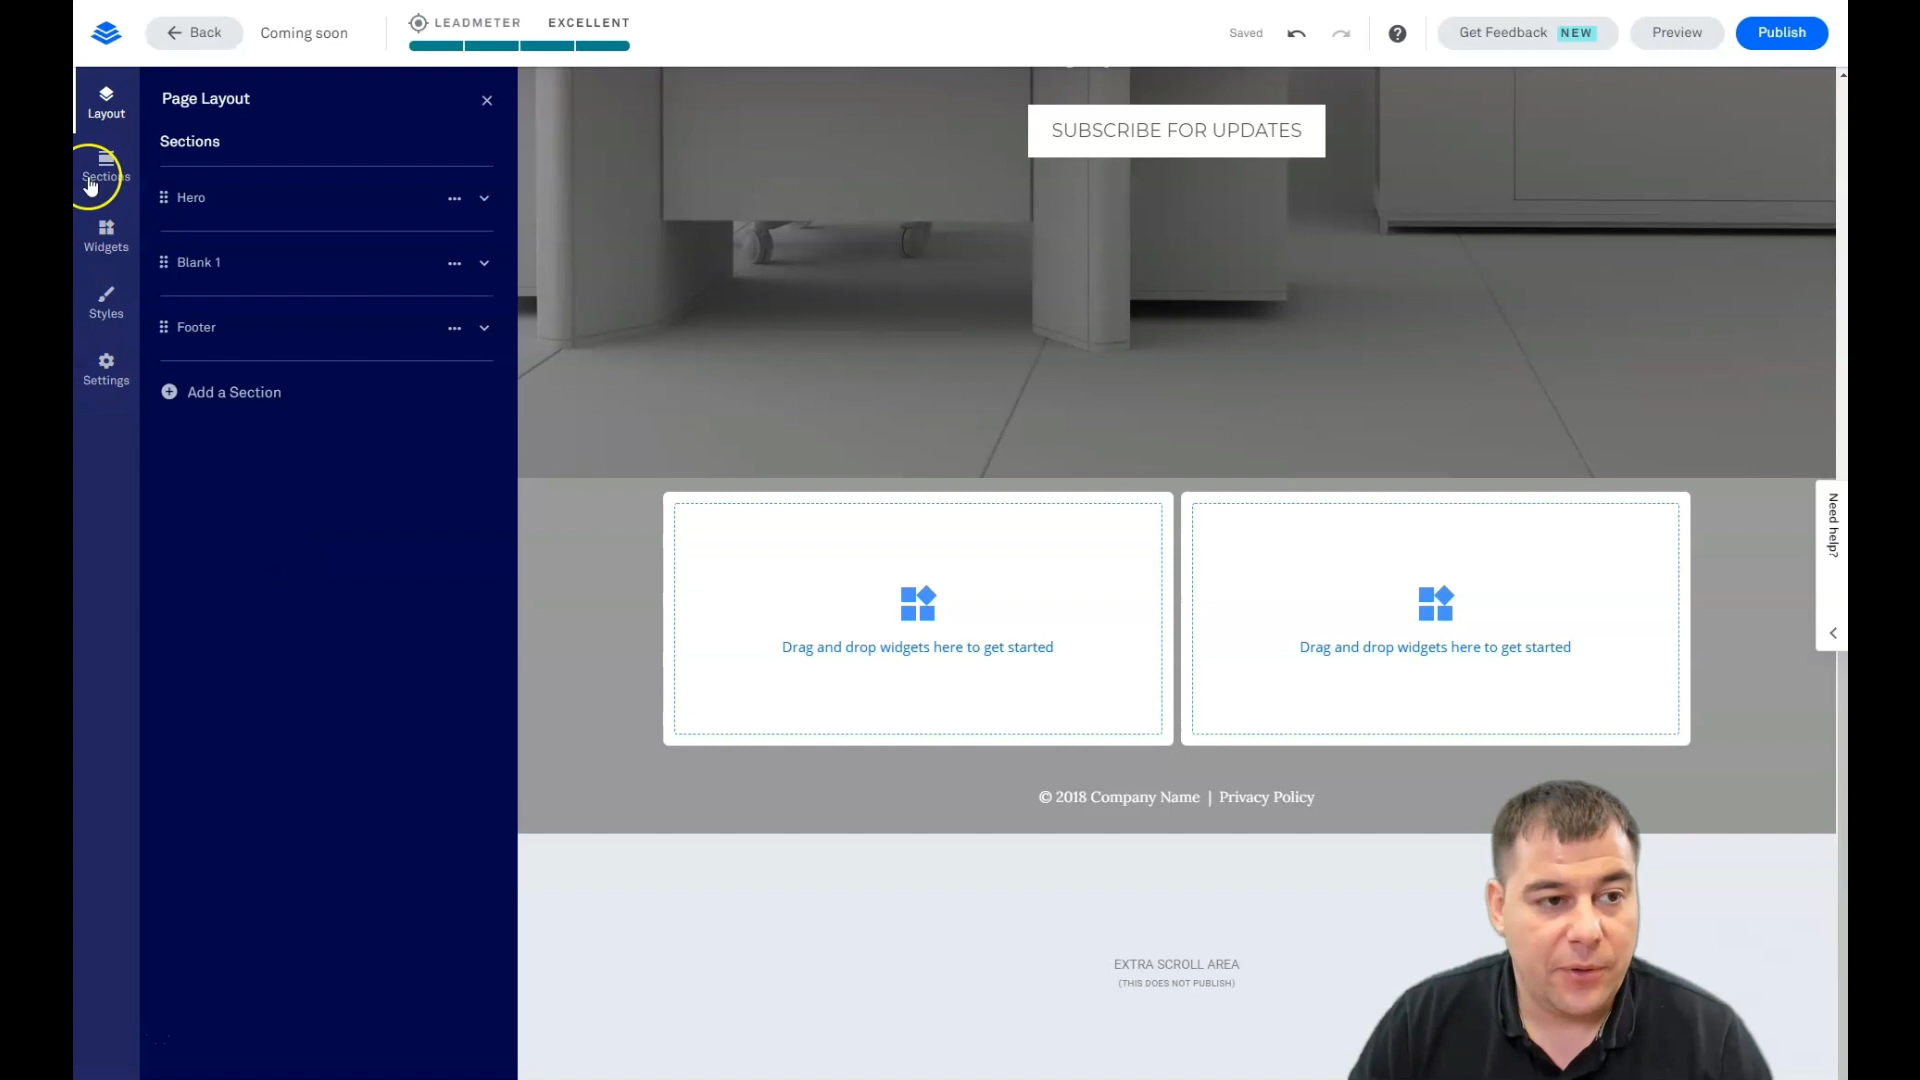 Back
Coming soon
LEADMETER EXCELLENT
Saved
?
Get Feedback NEW
Preview
Publish
Layout
Sections
Widgets
Styles
Settings
Page Layout
Sections
Hero
Blank 1
Footer
Add a Section
SUBSCRIBE FOR UPDATES
Drag and drop widgets here to get started
Drag and drop widgets here to get started
© 2018 Company Name | Privacy Policy
EXTRA SCROLL AREA
(THIS DOES NOT PUBLISH)
Need help?